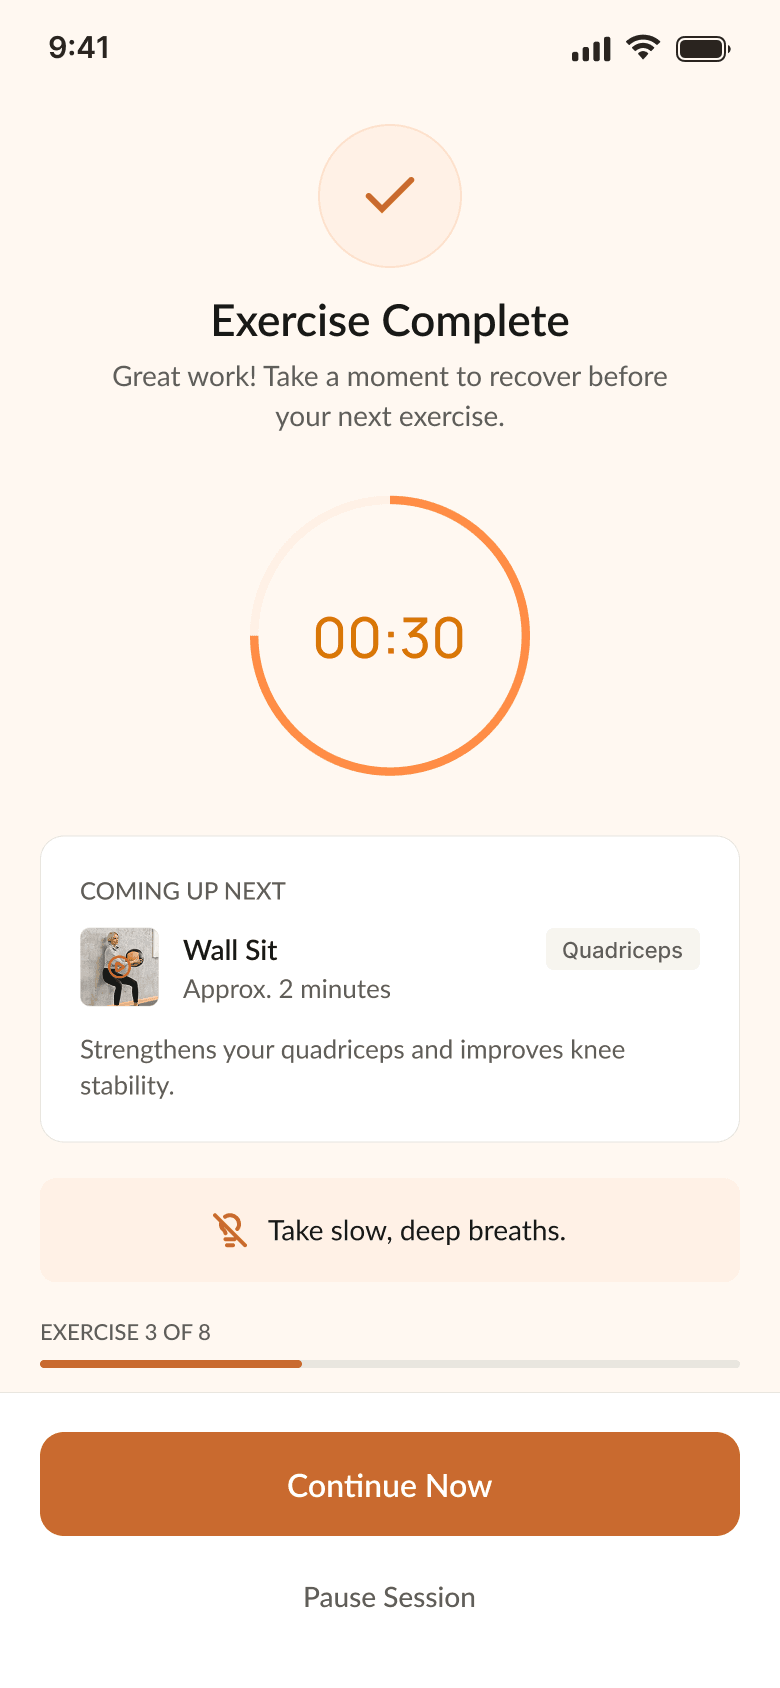 9:41
Exercise Complete
Great work! Take a moment to recover before
your next exercise.
00:30
COMING UP NEXT
Wall Sit
Quadriceps
Approx. 2 minutes
Strengthens your quadriceps and improves knee
stability.
Take slow, deep breaths.
EXERCISE 3 OF 8
Continue Now
Pause Session